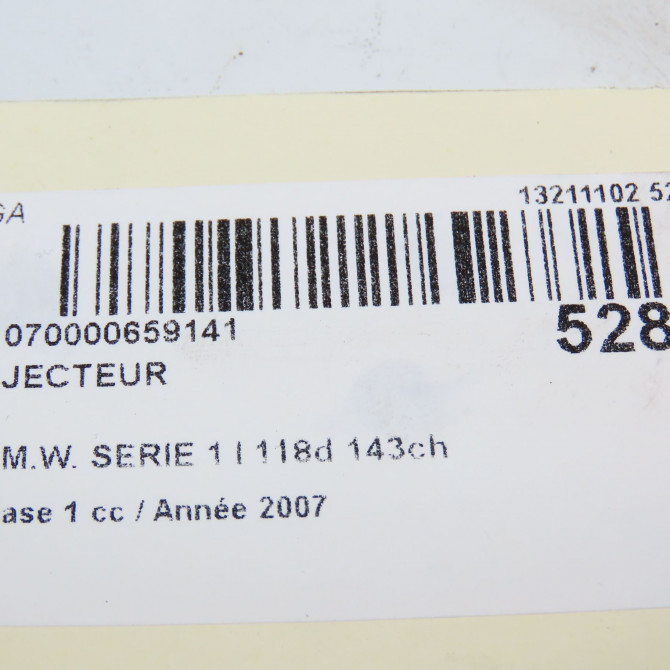 GA
13211102 52
070000659141
528
JECTEUR
M.W. SERIE 1 I 118d 143ch
ase 1 cc / Année 2007